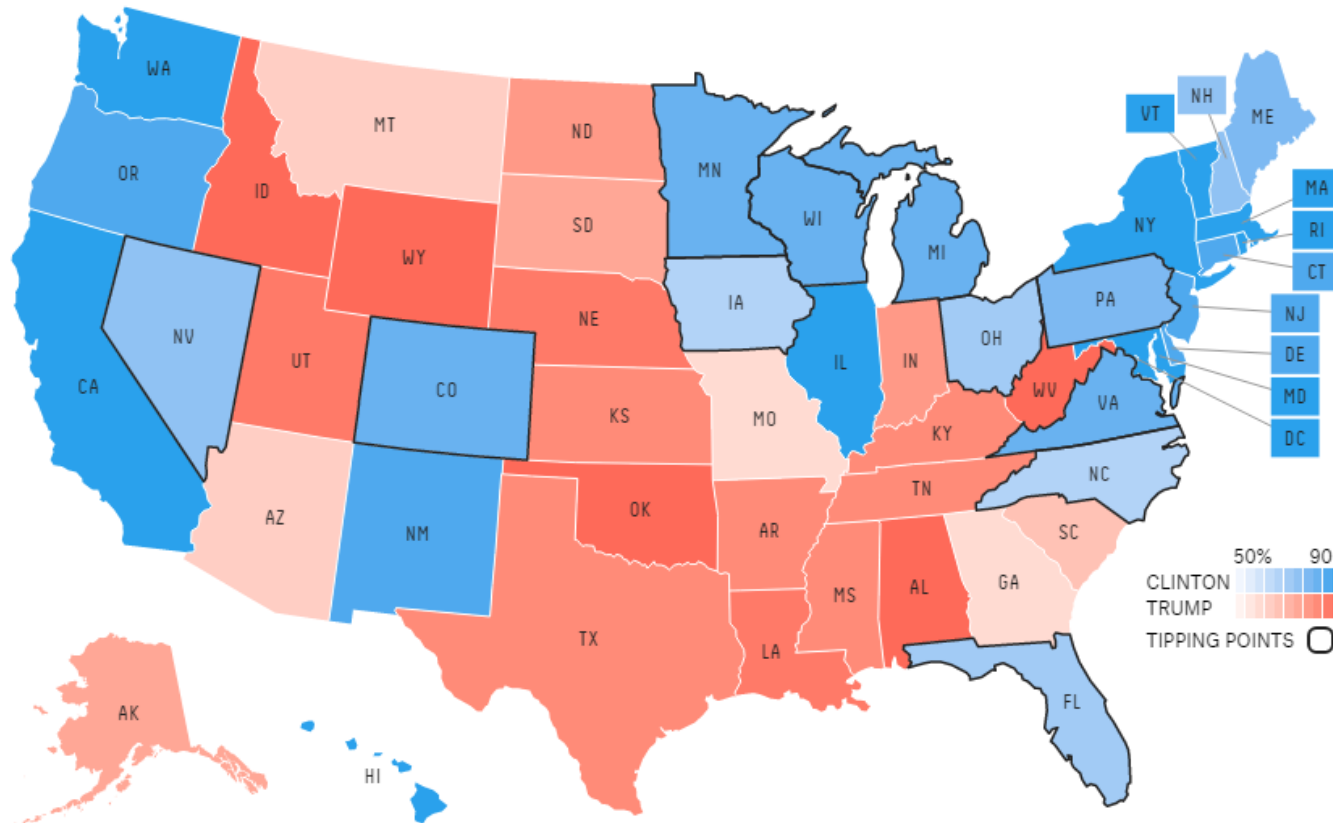 WA
MT
ND
MN
VT
NH
ME
OR
ID
SD
WI
MI
NY
MA
RI
CT
WY
NE
IA
PA
NJ
NV
UT
CO
IL
IN
OH
DE
CA
KS
MO
KY
WV
VA
MD
DC
AZ
NM
OK
AR
TN
NC
SC
TX
LA
MS
AL
GA
FL
AK
HI
50% 90
CLINTON
TRUMP
TIPPING POINTS